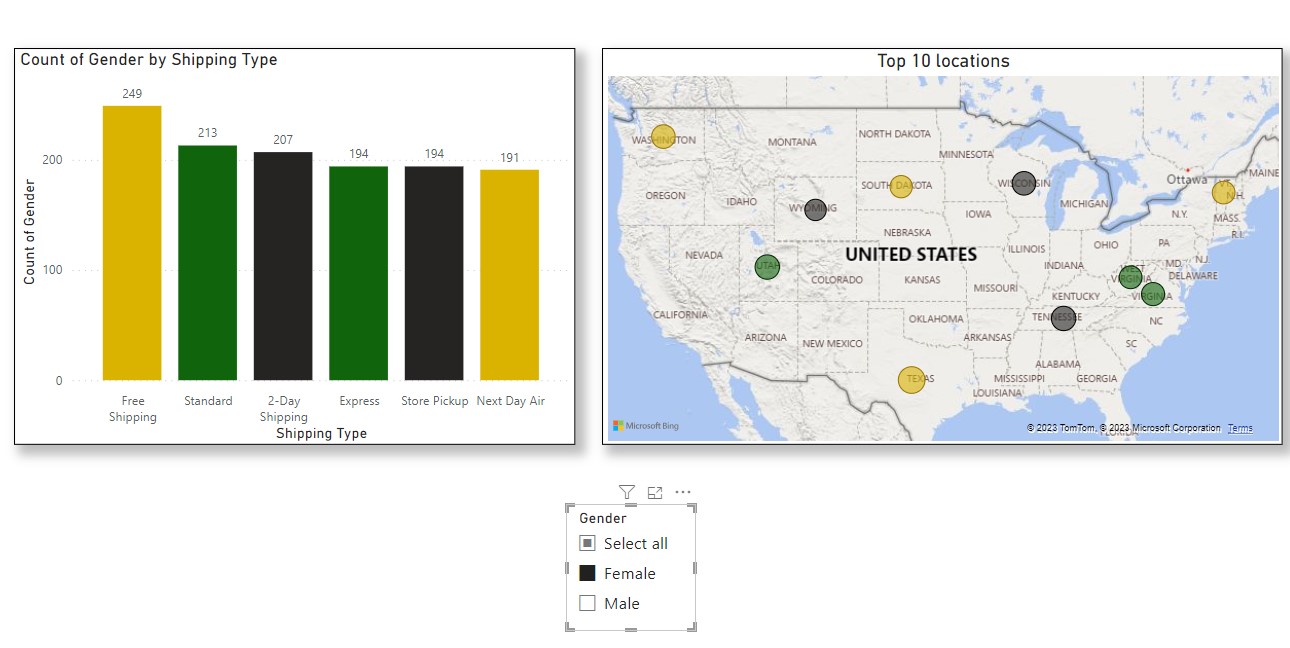 Count of Gender by Shipping Type
Count of Gender
249
213
207
194
194
191
200
100
0
Free
Shipping
Standard
2-Day
Shipping
Express
Store Pickup
Next Day Air
Shipping Type
Top 10 locations
WASHINGTON
MONTANA
NORTH DAKOTA
MINNESOTA
Ottawa
MAINE
VT.
N.H.
OREGON
IDAHO
WYOMING
SOUTH DAKOTA
WISCONSIN
MICHIGAN
N.Y.
MASS.
R.I.
IOWA
NEBRASKA
NEVADA
UTAH
COLORADO
UNITED STATES
KANSAS
MISSOURI
ILLINOIS
INDIANA
OHIO
PA
N.J.
MD.
DELAWARE
WEST
VIRGINIA
VIRGINIA
KENTUCKY
CALIFORNIA
ARIZONA
NEW MEXICO
OKLAHOMA
ARKANSAS
TENNESSEE
NC
SC
TEXAS
LOUISIANA
MISSISSIPPI
ALABAMA
GEORGIA
FLORIDA
Microsoft Bing
© 2023 TomTom, © 2023 Microsoft Corporation Terms
Gender
Select all
Female
Male